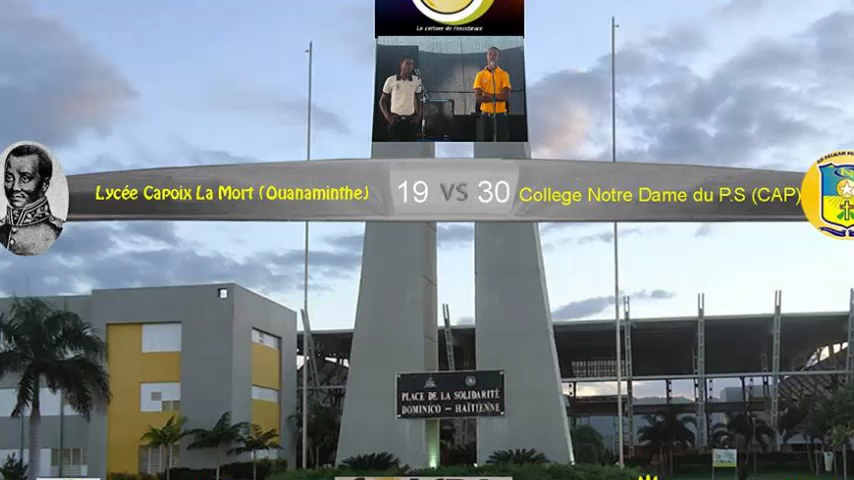 La culture de l'excellence
Lycée Capoix La Mort (Ouanaminthe) 19 VS 30 College Notre Dame du P.S (CAP)
PLACE DE LA SOLIDARITÉ
DOMINICO - HAÏTIENNE